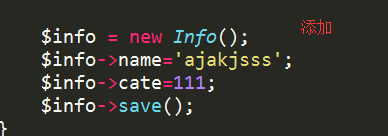 $info = new Info(); 添加
$info->name='ajakjsss';
$info->cate=111;
$info->save();
}